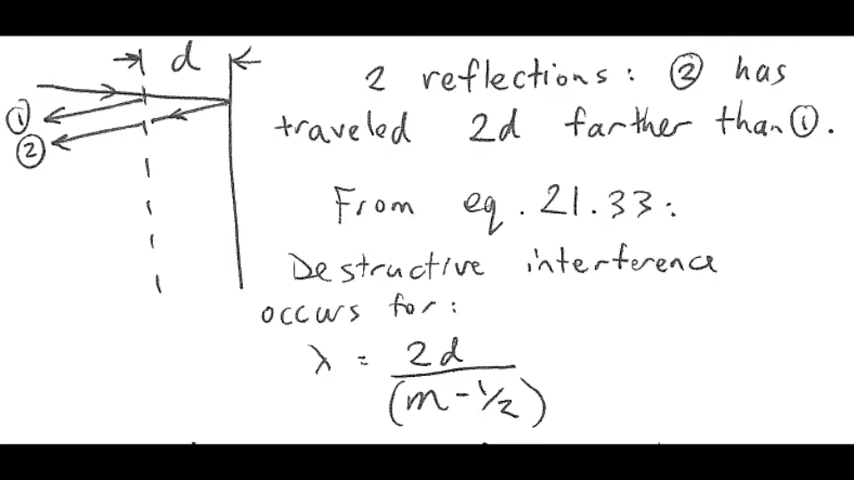 d
2 reflections: ② has
① traveled 2d farther than ①.
②
From eq. 21.33:
Destructive interference
occurs for:
λ = 2d / (m - 1/2)